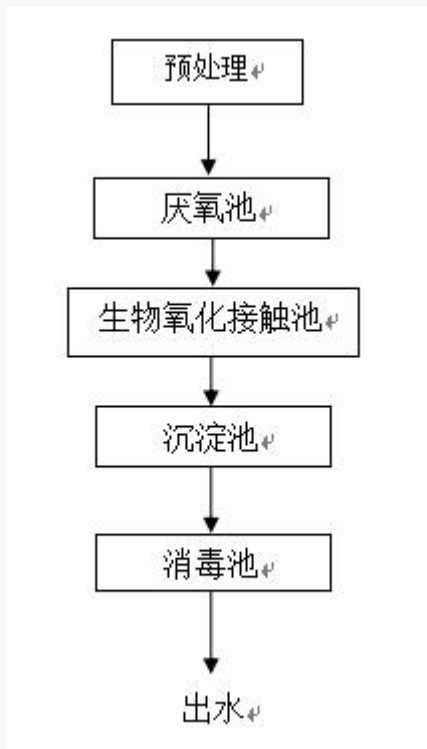 预处理
厌氧池
生物氧化接触池
沉淀池
消毒池
出水